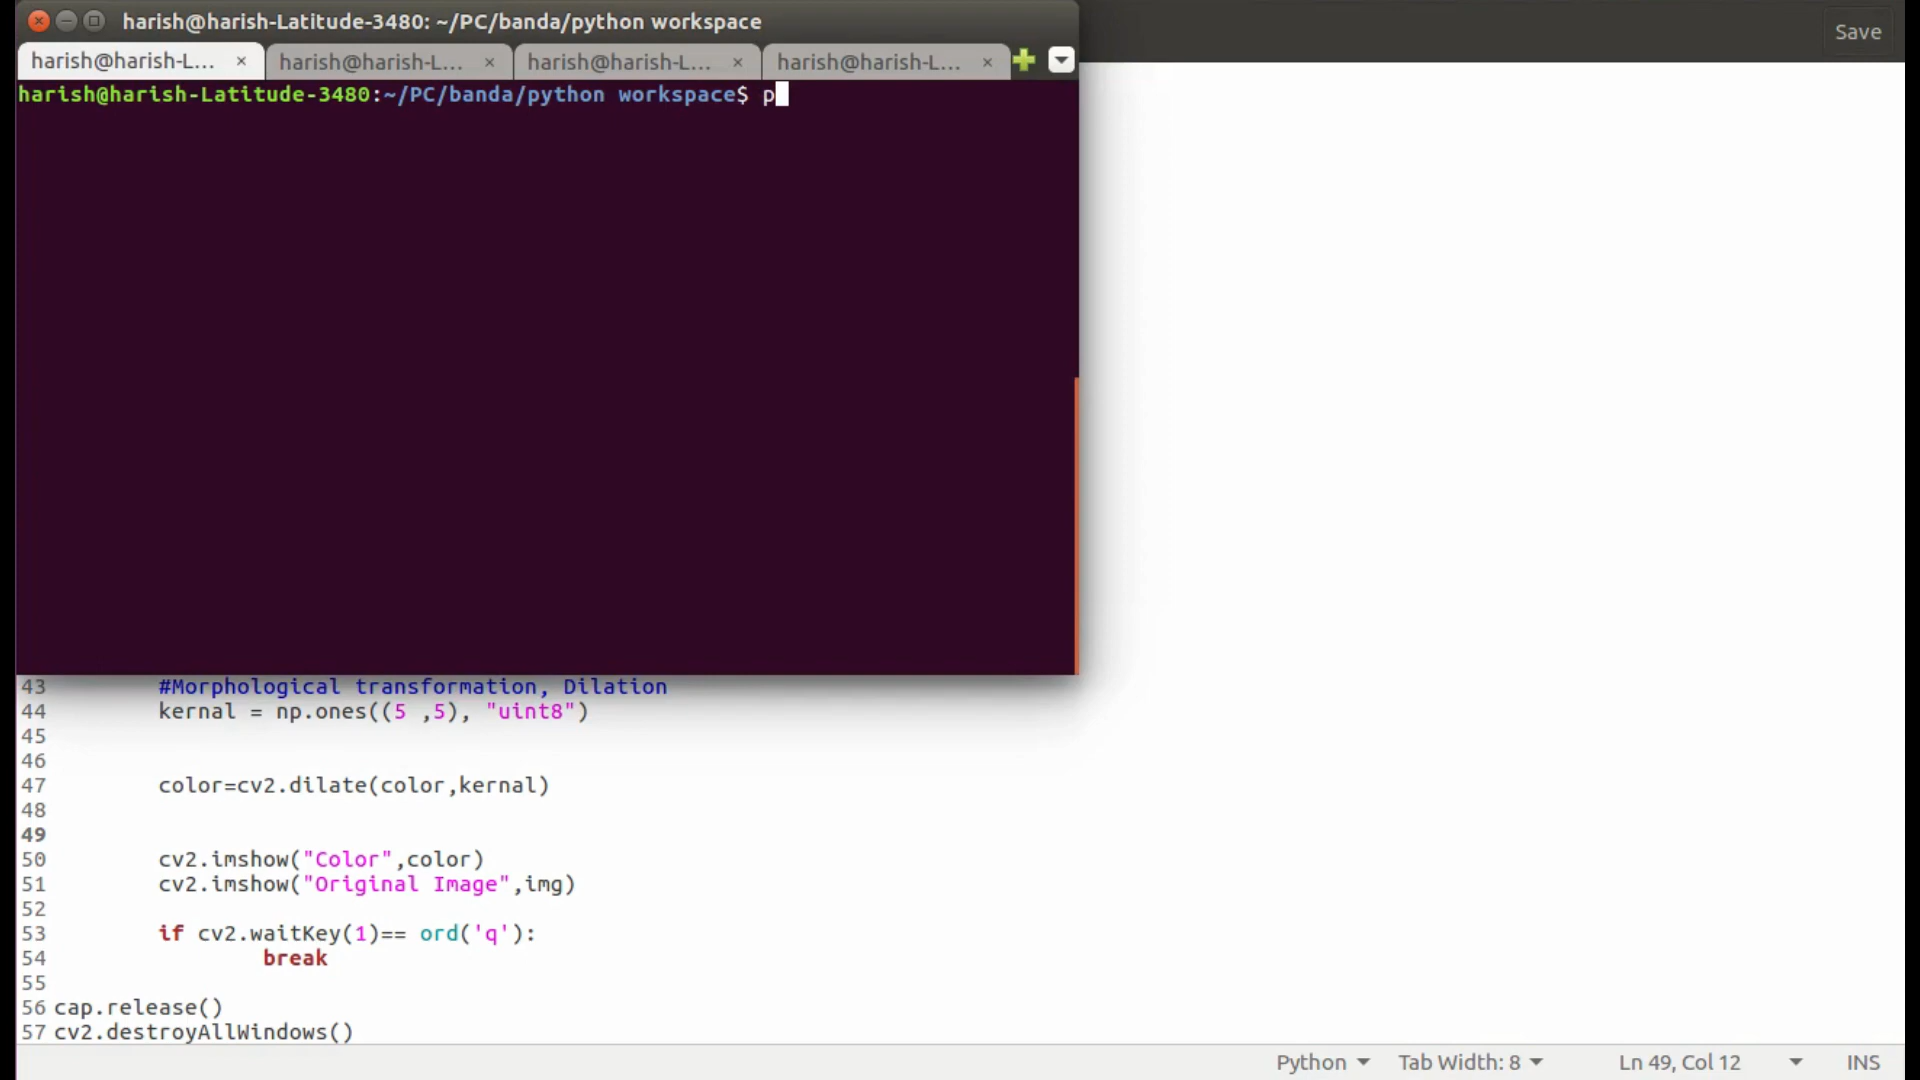 harish@harish-Latitude-3480: ~/PC/banda/python workspace
Save
harish@harish-L... × harish@harish-L... × harish@harish-L... × harish@harish-L... ×
harish@harish-Latitude-3480:~/PC/banda/python workspace$ p
43 #Morphological transformation, Dilation
44 kernal = np.ones((5 ,5), "uint8")
45
46
47 color=cv2.dilate(color,kernal)
48
49
50 cv2.imshow("Color",color)
51 cv2.imshow("Original Image",img)
52
53 if cv2.waitKey(1)== ord('q'):
54 break
55
56 cap.release()
57 cv2.destroyAllWindows()
Python Tab Width: 8 Ln 49, Col 12 INS